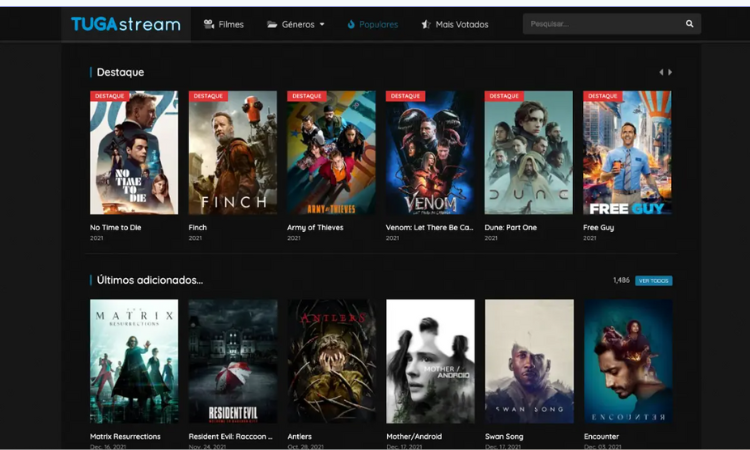 TUGAstream Filmes Géneros Populares Mais Votados Pesquisar...
Destaque
DESTAQUE DESTAQUE DESTAQUE DESTAQUE DESTAQUE DESTAQUE
007
NO TIME TO DIE
FINCH
ARMY OF THIEVES
VENOM
DUNC
FREE GUY
No Time to Die Finch Army of Thieves Venom: Let There Be Ca... Dune: Part One Free Guy
2021 2021 2021 2021 2021 2021
Últimos adicionados... 1,486 VER TODOS
MATRIX
RESURRECTIONS
RESIDENT EVIL
ANTLERS
MOTHER /
ANDROID
SWAN SONG
ENCOUNTER
Matrix Resurrections Resident Evil: Raccoon ... Antlers Mother/Android Swan Song Encounter
Dec. 16, 2021 Nov. 24, 2021 Oct. 28, 2021 Dec. 17, 2021 Dec. 17, 2021 Dec. 03, 2021